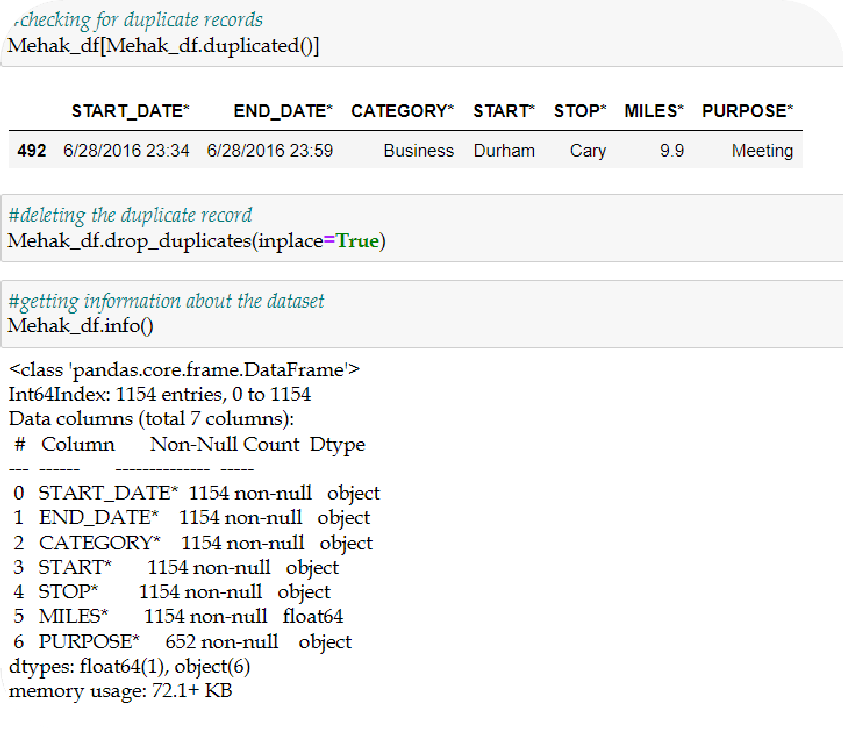 checking for duplicate records
Mehak_df[Mehak_df.duplicated()]
START_DATE* END_DATE* CATEGORY* START* STOP* MILES* PURPOSE*
492 6/28/2016 23:34 6/28/2016 23:59 Business Durham Cary 9.9 Meeting
#deleting the duplicate record
Mehak_df.drop_duplicates(inplace=True)
#getting information about the dataset
Mehak_df.info()
<class 'pandas.core.frame.DataFrame'>
Int64Index: 1154 entries, 0 to 1154
Data columns (total 7 columns):
# Column Non-Null Count Dtype
--- ------ -------------- -----
0 START_DATE* 1154 non-null object
1 END_DATE* 1154 non-null object
2 CATEGORY* 1154 non-null object
3 START* 1154 non-null object
4 STOP* 1154 non-null object
5 MILES* 1154 non-null float64
6 PURPOSE* 652 non-null object
dtypes: float64(1), object(6)
memory usage: 72.1+ KB